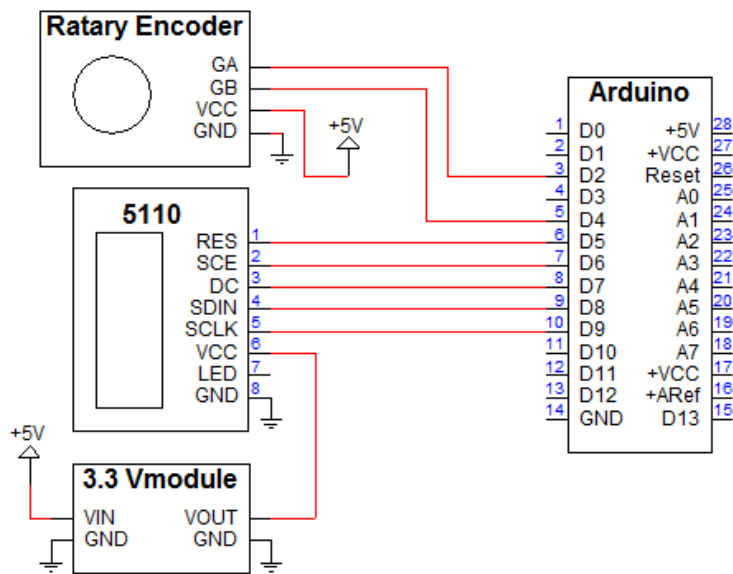 Ratary Encoder
GA
GB
VCC
GND
+5V
5110
RES 1
SCE 2
DC 3
SDIN 4
SCLK 5
VCC 6
LED 7
GND 8
+5V
3.3 Vmodule
VIN VOUT
GND GND
Arduino
1 D0 +5V 28
2 D1 +VCC 27
3 D2 Reset 26
4 D3 A0 25
5 D4 A1 24
6 D5 A2 23
7 D6 A3 22
8 D7 A4 21
9 D8 A5 20
10 D9 A6 19
11 D10 A7 18
12 D11 +VCC 17
13 D12 +ARef 16
14 GND D13 15